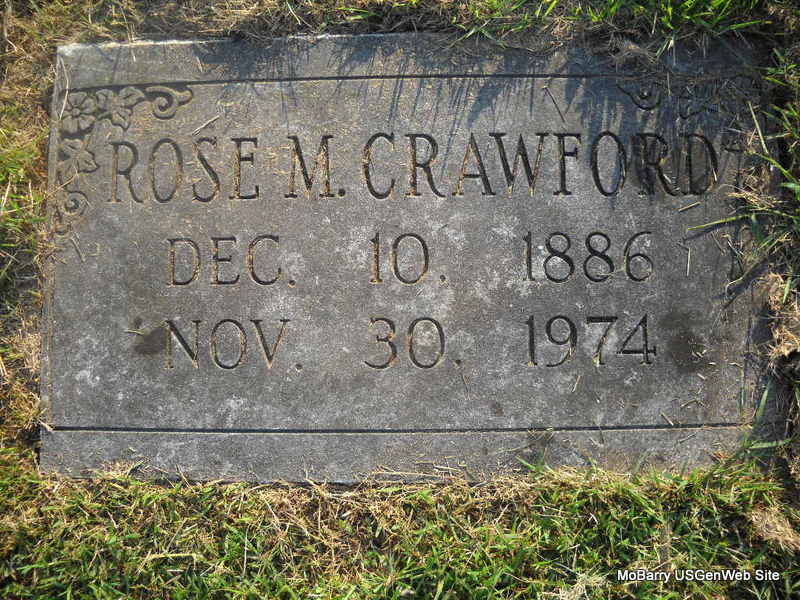 ROSE M. CRAWFORD
DEC. 10. 1886
NOV. 30. 1974
MoBarry USGenWeb Site